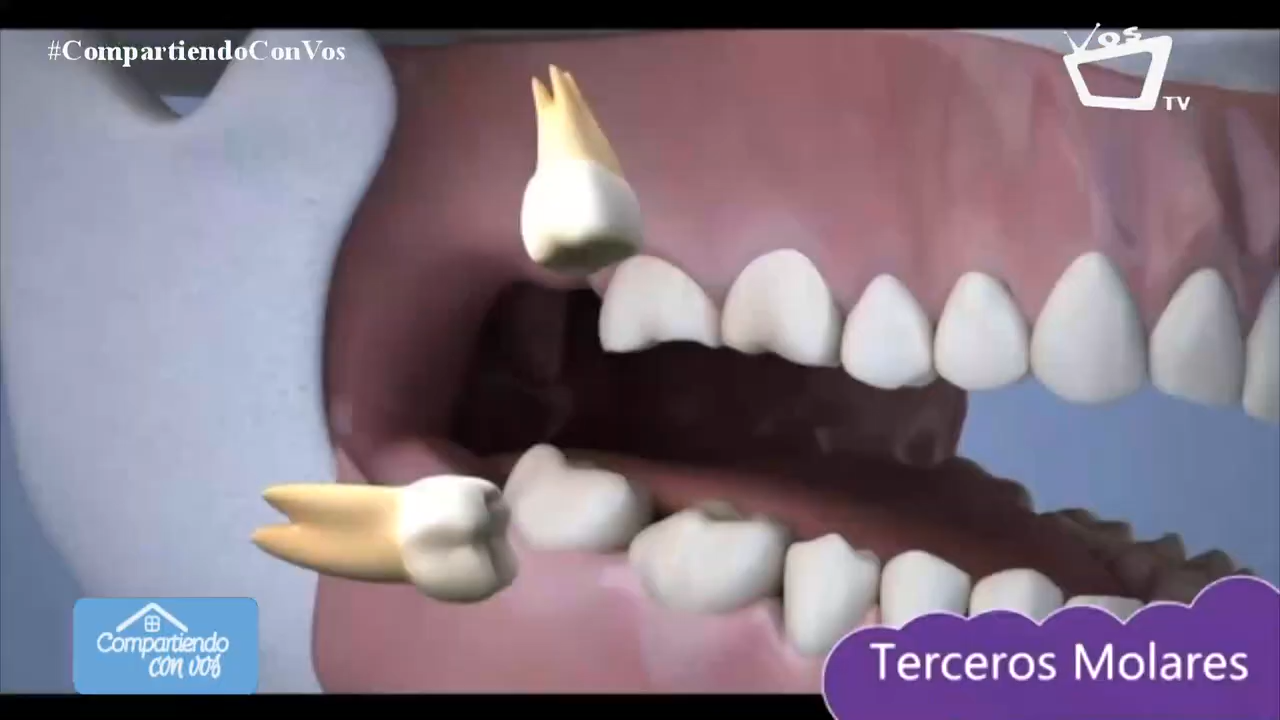 #CompartiendoConVos
VOS
TV
Compartiendo
con vos
Terceros Molares